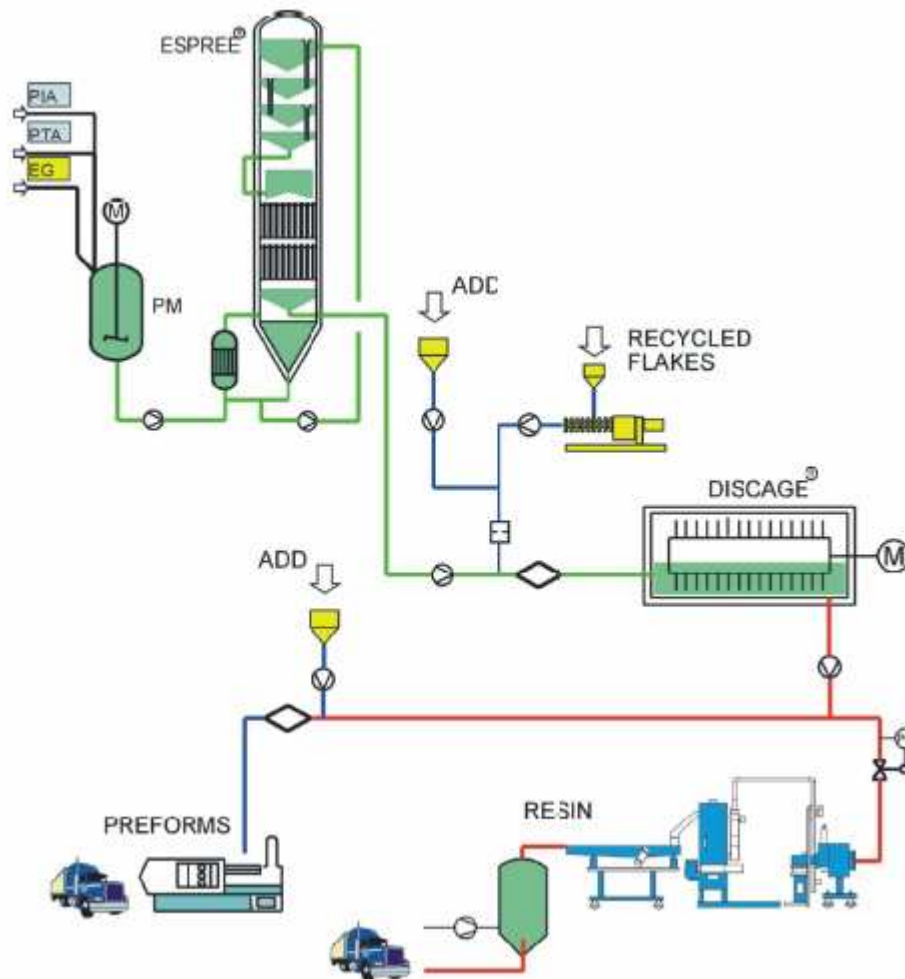 ESPREE®
PIA
PTA
EG
M
PM
ADD
RECYCLED
FLAKES
DISCAGE®
M
ADD
PREFORMS
RESIN